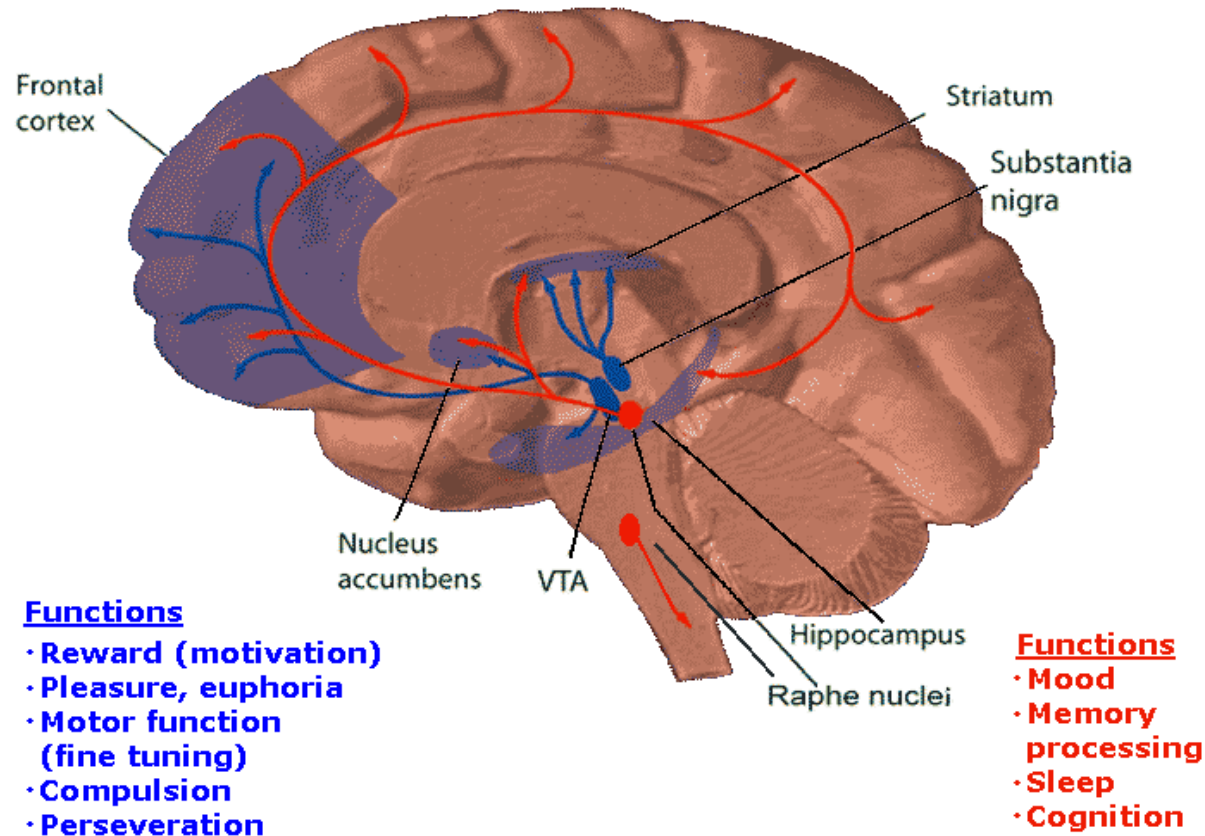 Frontal
cortex
Striatum
Substantia
nigra
Nucleus
accumbens
VTA
Hippocampus
Raphe nuclei
Functions
·Reward (motivation)
·Pleasure, euphoria
·Motor function
(fine tuning)
·Compulsion
·Perseveration
Functions
·Mood
·Memory
processing
·Sleep
·Cognition